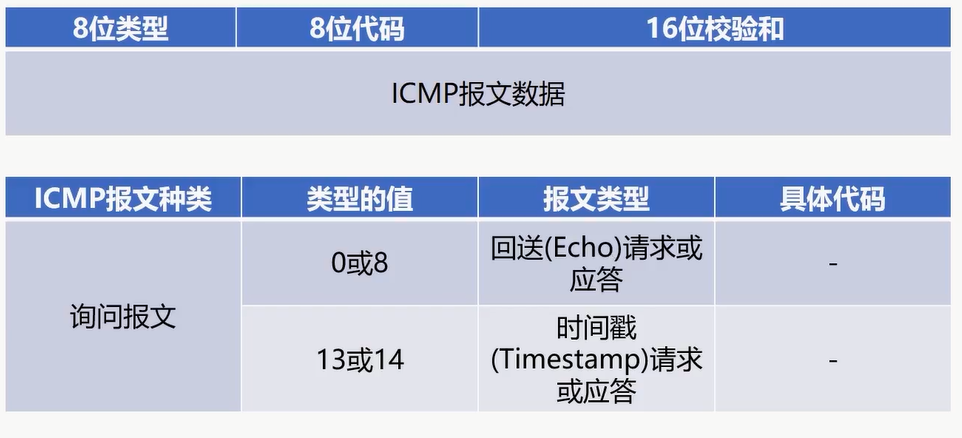 8位类型 8位代码 16位校验和
ICMP报文数据
ICMP报文种类 类型的值 报文类型 具体代码
询问报文
0或8
回送(Echo)请求或
应答
-
13或14
时间戳
(Timestamp)请求
或应答
-